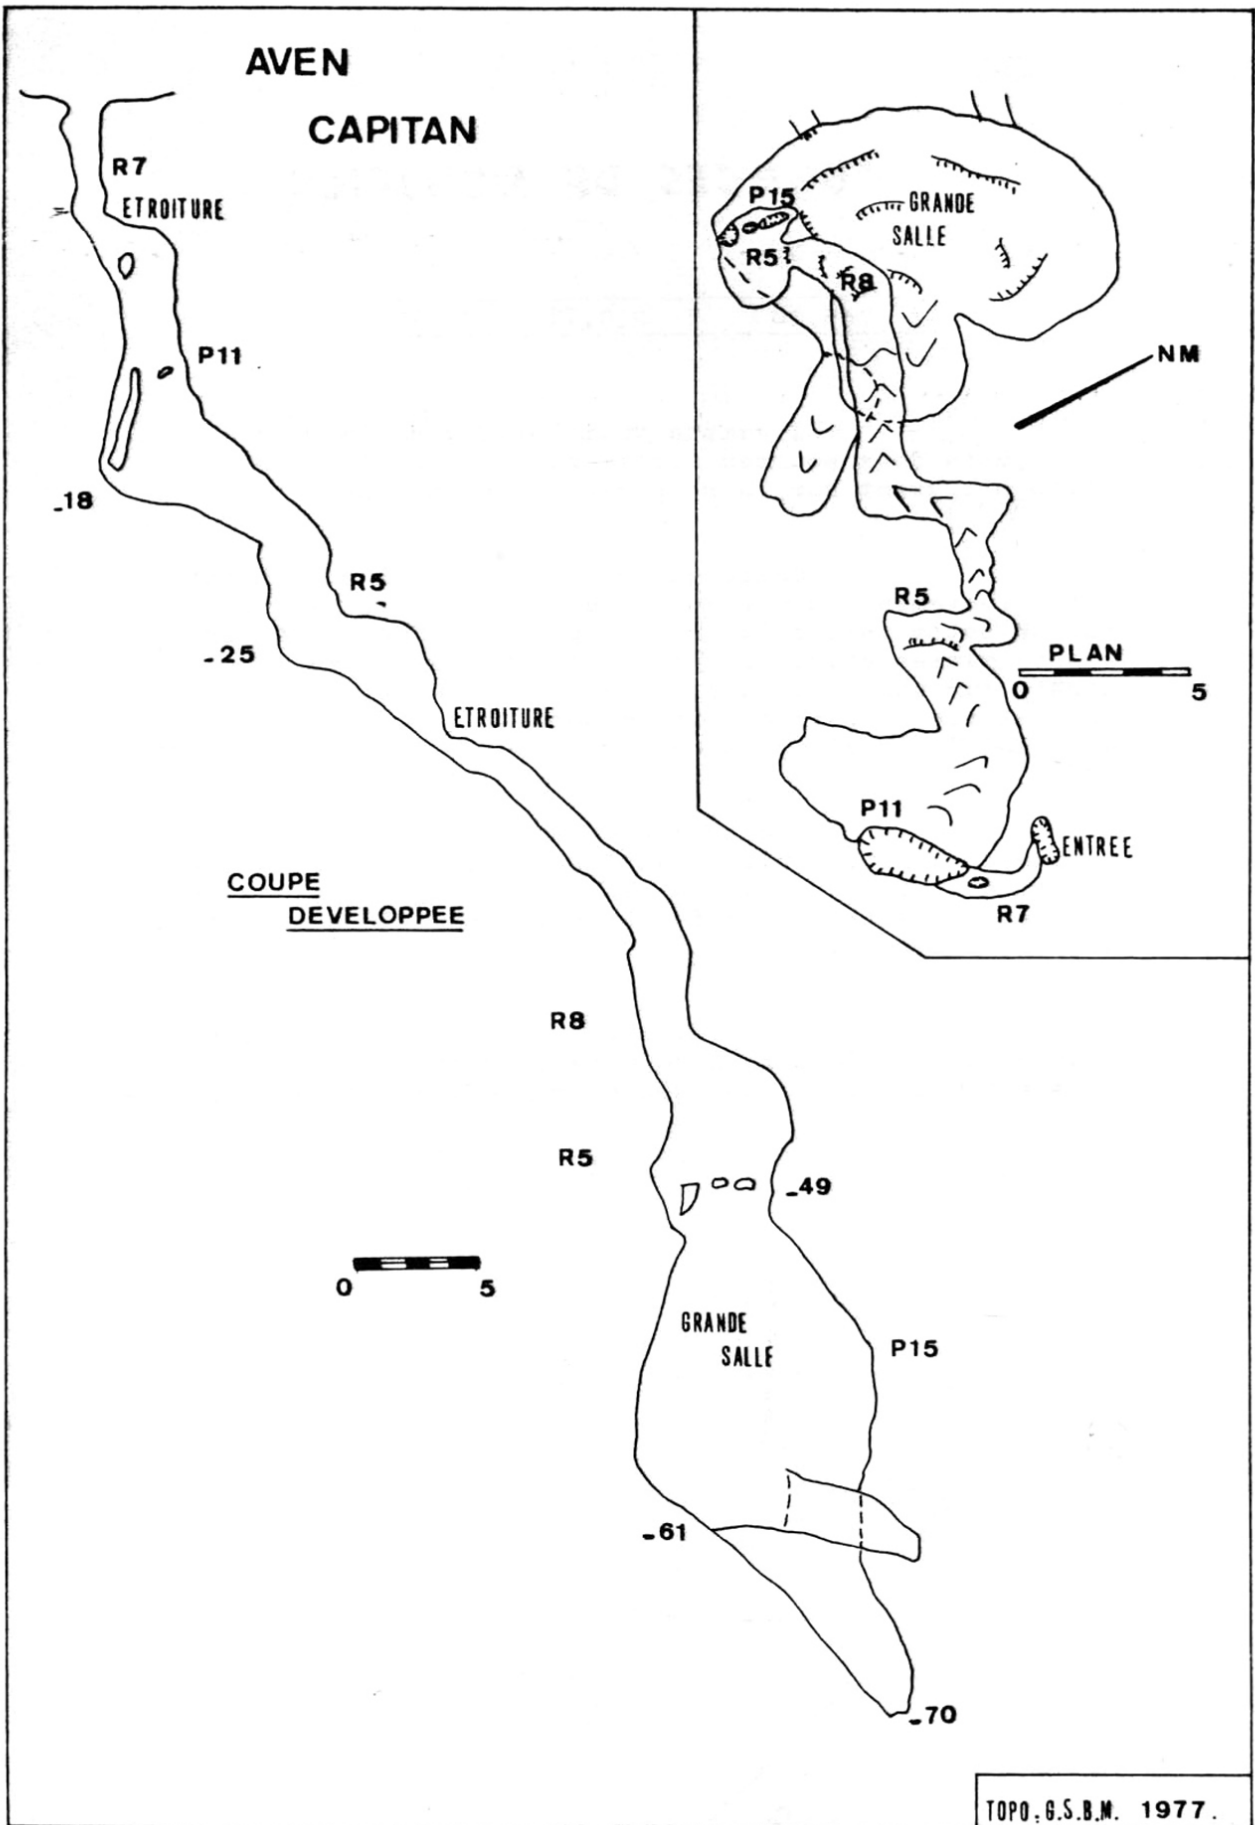 AVEN
CAPITAN
R7
ETROITURE
P11
-18
R5
-25
ETROITURE
COUPE
DEVELOPPEE
R8
R5
-49
0 5
GRANDE
SALLE
P15
-61
-70
P15
GRANDE
SALLE
R5
R8
NM
R5
PLAN
0 5
P11
ENTREE
R7
TOPO. G.S.B.M. 1977.